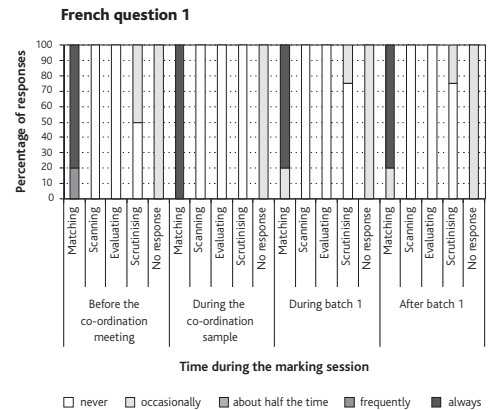 French question 1
Percentage of responses
100
90
80
70
60
50
40
30
20
10
0
Matching
Scanning
Evaluating
Scrutinising
No response
Matching
Scanning
Evaluating
Scrutinising
No response
Matching
Scanning
Evaluating
Scrutinising
No response
Matching
Scanning
Evaluating
Scrutinising
No response
Before the
co-ordination
meeting
During the
co-ordination
sample
During batch 1
After batch 1
Time during the marking session
never occasionally about half the time frequently always